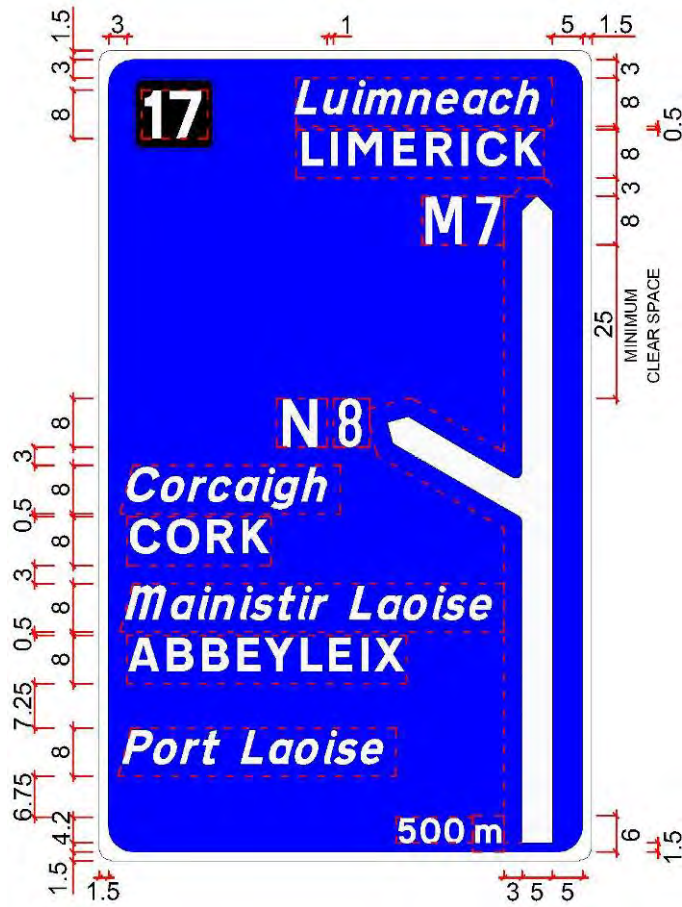 1.5
3
1
5
1.5
3
8
17
Luimneach
LIMERICK
M7
3
8
0.5
8
3
8
25
MINIMUM
CLEAR SPACE
N 8
8
3
Corcaigh
8
0.5
CORK
8
3
Mainistir Laoise
8
0.5
ABBEYLEIX
8
7.25
Port Laoise
8
6.75
500 m
4.2
6
1.5
1.5
1.5
3
5
5